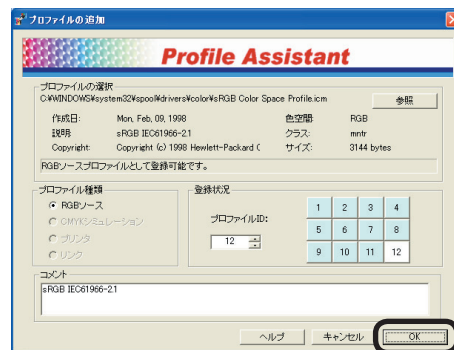 プロファイルの追加
Profile Assistant
プロファイルの選択
C:¥WINDOWS¥system32¥spool¥drivers¥color¥sRGB Color Space Profile.icm
参照
作成日: Mon, Feb, 09, 1998 色空間: RGB
説明: sRGB IEC61966-2.1 クラス: mntr
Copyright: Copyright (c) 1998 Hewlett-Packard ( サイズ: 3144 bytes
RGBソースプロファイルとして登録可能です。
プロファイル種類 登録状況
RGBソース
CMYKシミュレーション
プリンタ
リンク
プロファイルID:
12
1 2 3 4
5 6 7 8
9 10 11 12
コメント
sRGB IEC61966-2.1
ヘルプ キャンセル OK